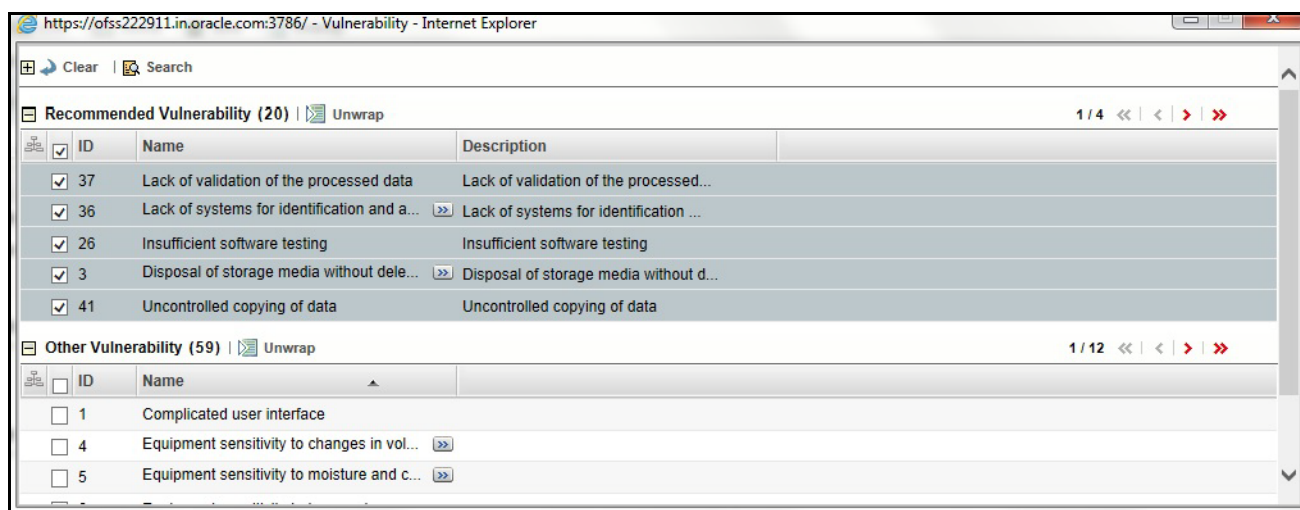 https://ofss222911.in.oracle.com:3786/ - Vulnerability - Internet Explorer
Clear | Search
Recommended Vulnerability (20) | Unwrap 1 / 4
ID Name Description
37 Lack of validation of the processed data Lack of validation of the processed...
36 Lack of systems for identification and a... Lack of systems for identification ...
26 Insufficient software testing Insufficient software testing
3 Disposal of storage media without dele... Disposal of storage media without d...
41 Uncontrolled copying of data Uncontrolled copying of data
Other Vulnerability (59) | Unwrap 1 / 12
ID Name
1 Complicated user interface
4 Equipment sensitivity to changes in vol...
5 Equipment sensitivity to moisture and c...